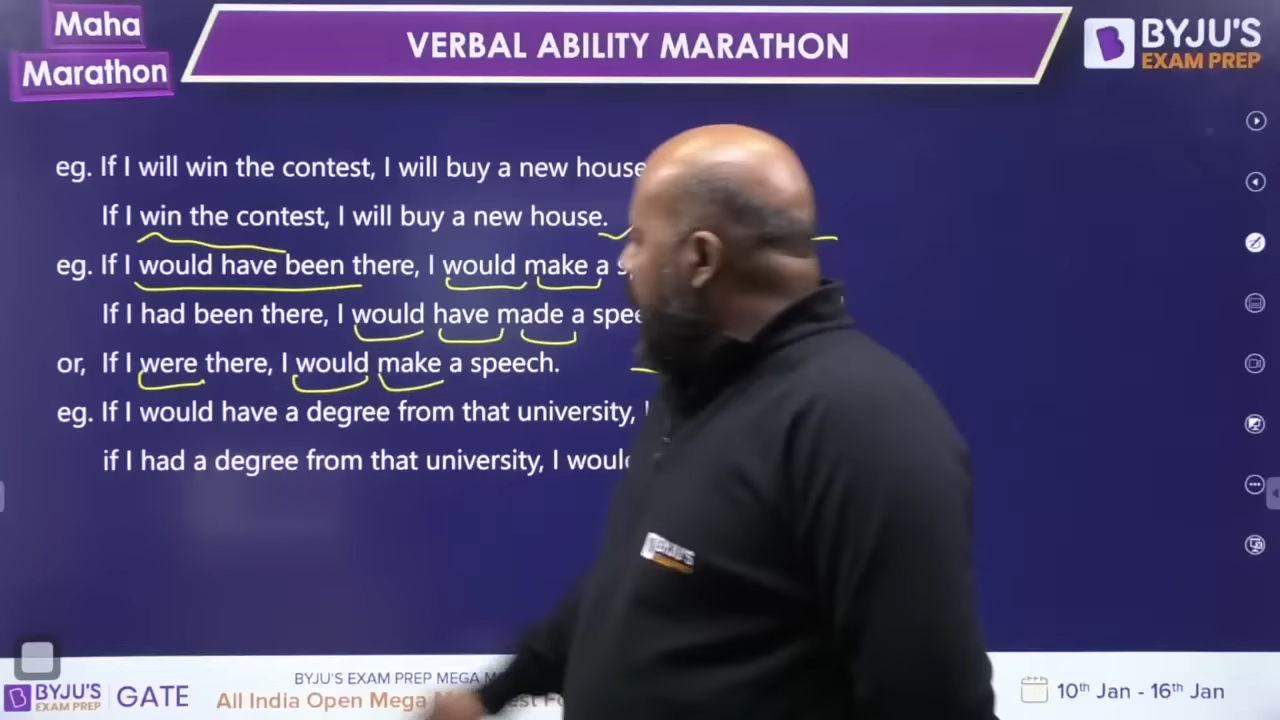 Maha
Marathon
VERBAL ABILITY MARATHON
BYJU'S
EXAM PREP
eg. If I will win the contest, I will buy a new house
If I win the contest, I will buy a new house.
eg. If I would have been there, I would make a
If I had been there, I would have made a
or, If I were there, I would make a speech.
eg. If I would have a degree from that university,
if I had a degree from that university, I
BYJU'S
BYJU'S EXAM PREP MEGA
All India Open Mega
BYJU'S
EXAM PREP
GATE
10th Jan - 16th Jan